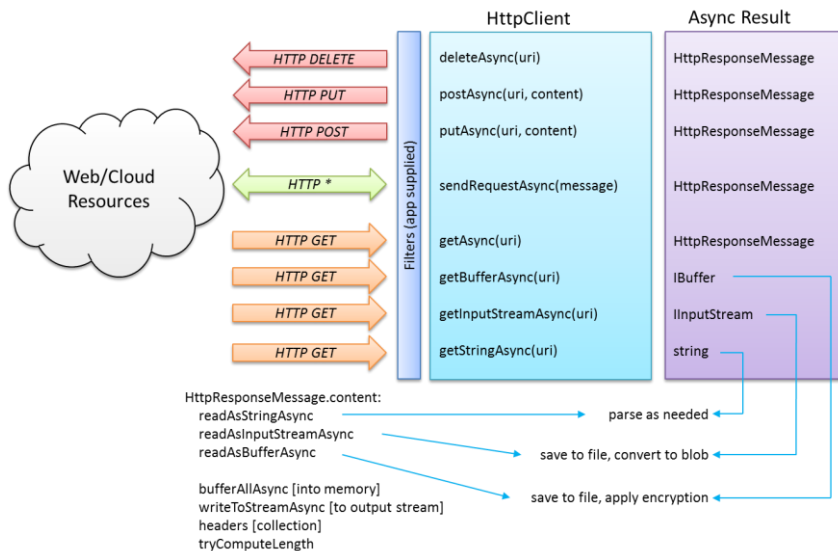 HttpClient
Async Result
HTTP DELETE
deleteAsync(uri)
HttpResponseMessage
HTTP PUT
postAsync(uri, content)
HttpResponseMessage
HTTP POST
putAsync(uri, content)
HttpResponseMessage
Web/Cloud
Resources
HTTP *
Filters (app supplied)
sendRequestAsync(message)
HttpResponseMessage
HTTP GET
getAsync(uri)
HttpResponseMessage
HTTP GET
getBufferAsync(uri)
IBuffer
HTTP GET
getInputStreamAsync(uri)
IInputStream
HTTP GET
getStringAsync(uri)
string
HttpResponseMessage.content:
readAsStringAsync
parse as needed
readAsInputStreamAsync
readAsBufferAsync
save to file, convert to blob
bufferAllAsync [into memory]
writeToStreamAsync [to output stream]
save to file, apply encryption
headers [collection]
tryComputeLength